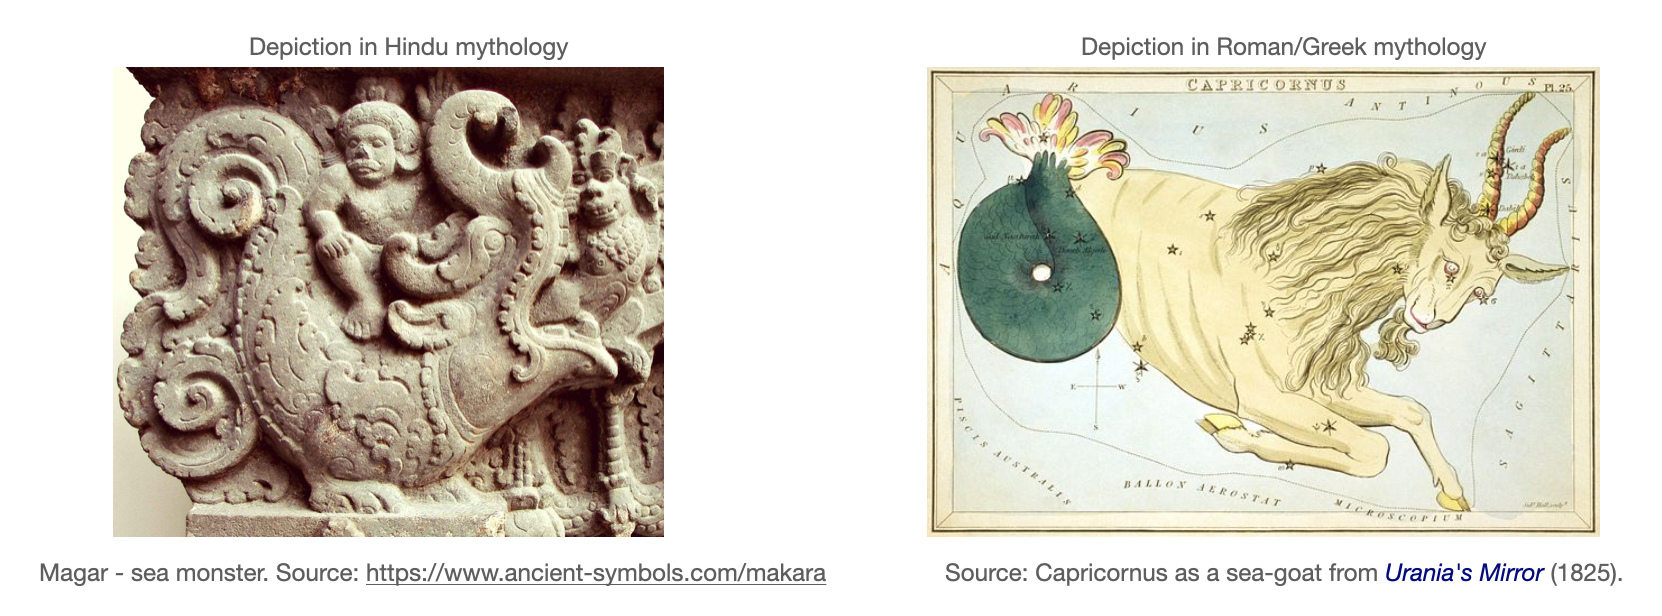 Depiction in Hindu mythology
Depiction in Roman/Greek mythology
CAPRICORNUS
Pl. 25.
AQUARIUS
ANTINOUS
SAGITTARIUS
E
W
S
PISCIS AUSTRALIS
BALLON AEROSTAT
MICROSCOPIUM
Magar - sea monster. Source: https://www.ancient-symbols.com/makara
Source: Capricornus as a sea-goat from Urania's Mirror (1825).